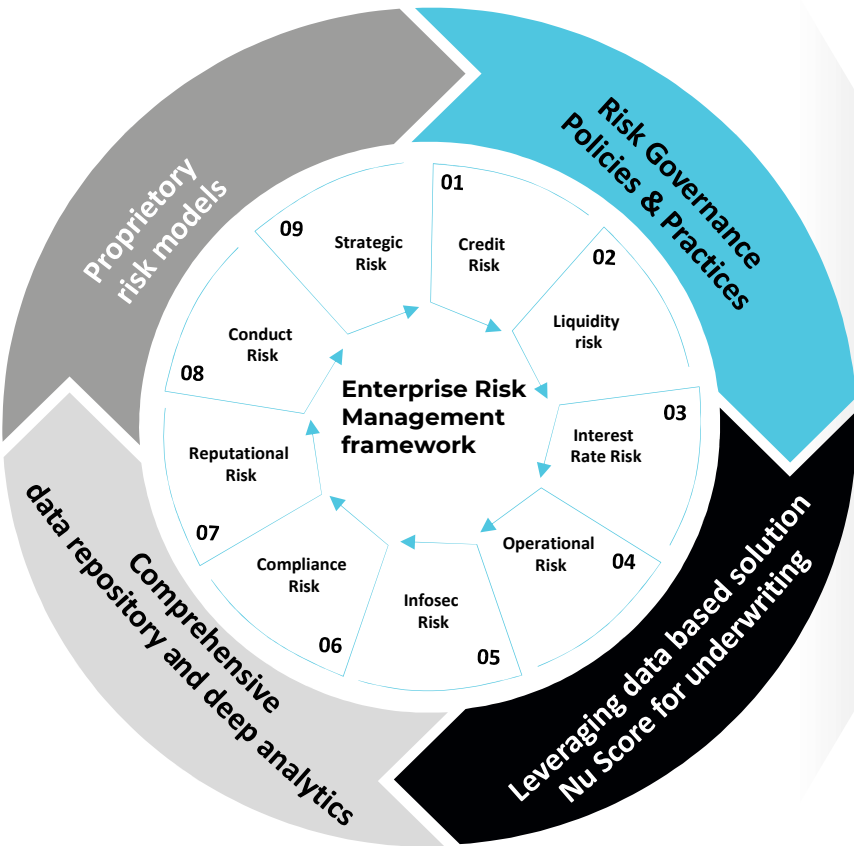 Risk Governance
Policies & Practices
Leveraging data based solution
Nu Score for underwriting
Comprehensive
data repository and deep analytics
Proprietory
risk models
01
Credit
Risk
02
Liquidity
risk
03
Interest
Rate Risk
04
Operational
Risk
05
Infosec
Risk
06
Compliance
Risk
07
Reputational
Risk
08
Conduct
Risk
09
Strategic
Risk
Enterprise Risk
Management
framework